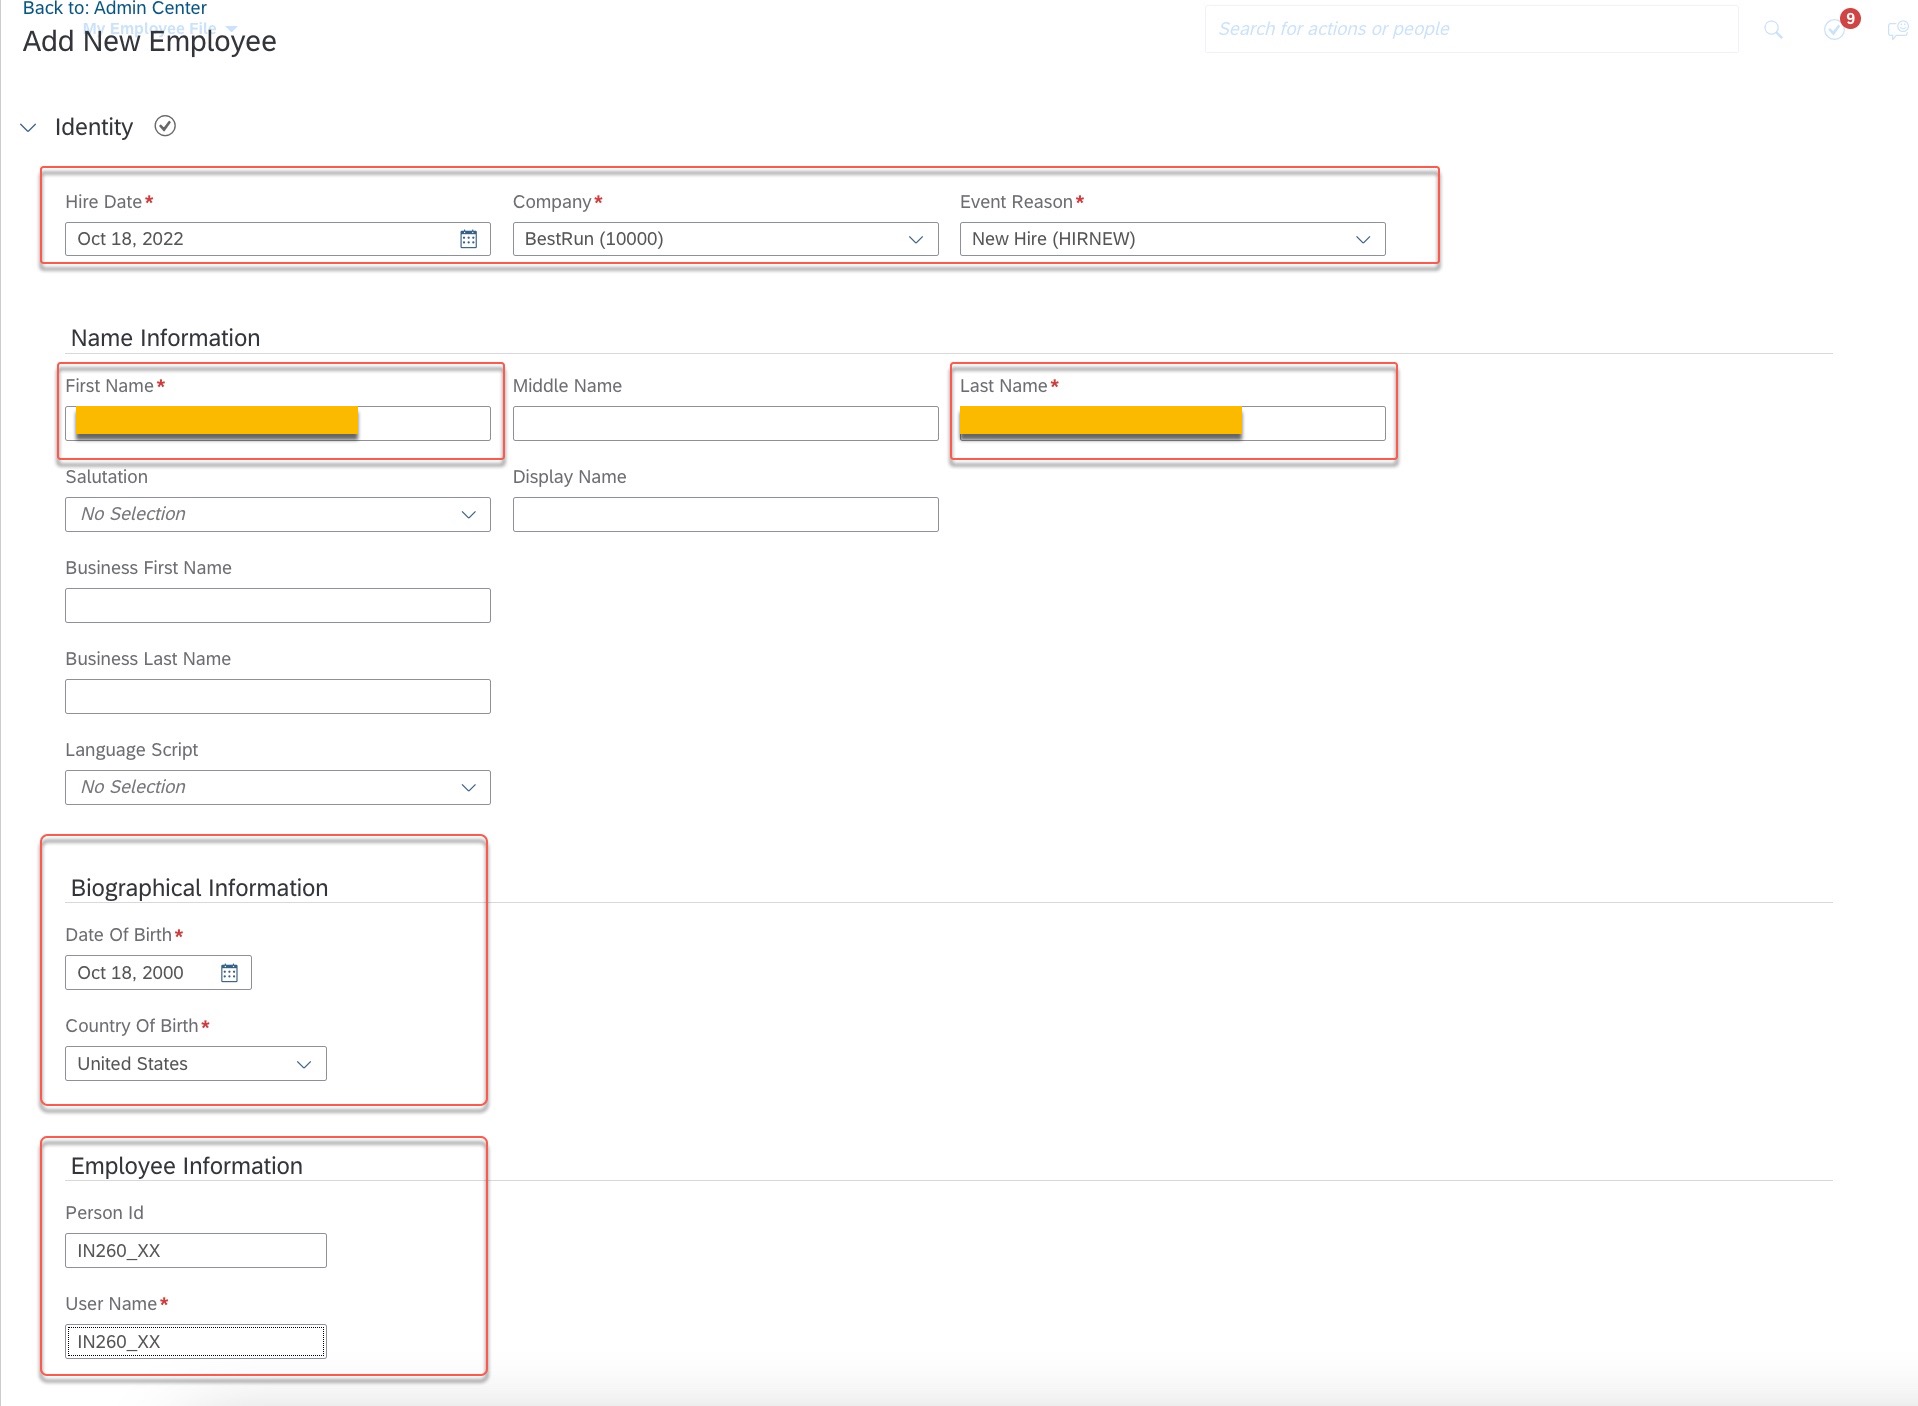 Back to: Admin Center
My Employee File
Search for actions or people
9
Add New Employee
Identity
Hire Date* Company* Event Reason*
Oct 18, 2022 BestRun (10000) New Hire (HIRNEW)
Name Information
First Name* Middle Name Last Name*
Salutation Display Name
No Selection
Business First Name
Business Last Name
Language Script
No Selection
Biographical Information
Date Of Birth*
Oct 18, 2000
Country Of Birth*
United States
Employee Information
Person Id
IN260_XX
User Name*
IN260_XX